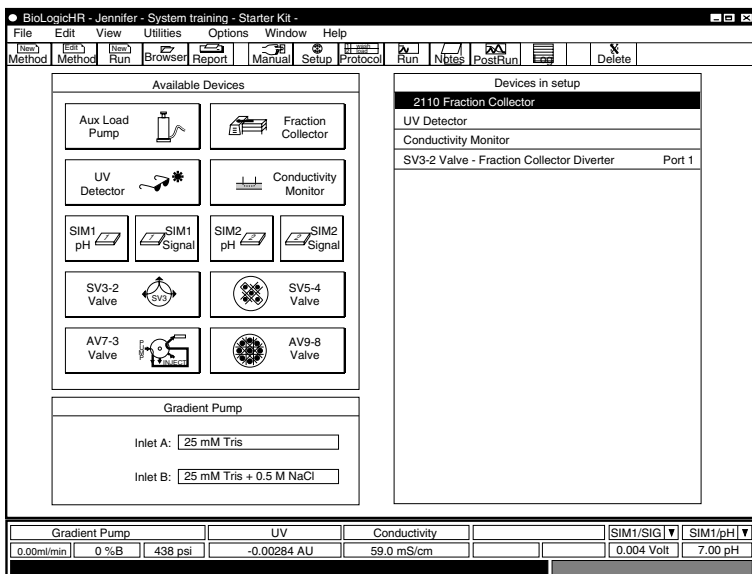 BioLogicHR - Jennifer - System training - Starter Kit -
File Edit View Utilities Options Window Help
New Method Edit Method New Run Browser Report Manual Setup Protocol Run Notes PostRun Log Delete
Available Devices
Aux Load Pump
Fraction Collector
UV Detector
Conductivity Monitor
SIM1 pH
SIM1 Signal
SIM2 pH
SIM2 Signal
SV3-2 Valve SV3
SV5-4 Valve
AV7-3 Valve PUMP INJECT
AV9-8 Valve
Gradient Pump
Inlet A: 25 mM Tris
Inlet B: 25 mM Tris + 0.5 M NaCl
Devices in setup
2110 Fraction Collector
UV Detector
Conductivity Monitor
SV3-2 Valve - Fraction Collector Diverter Port 1
Gradient Pump UV Conductivity SIM1/SIG SIM1/pH
0.00ml/min 0 %B 438 psi -0.00284 AU 59.0 mS/cm 0.004 Volt 7.00 pH